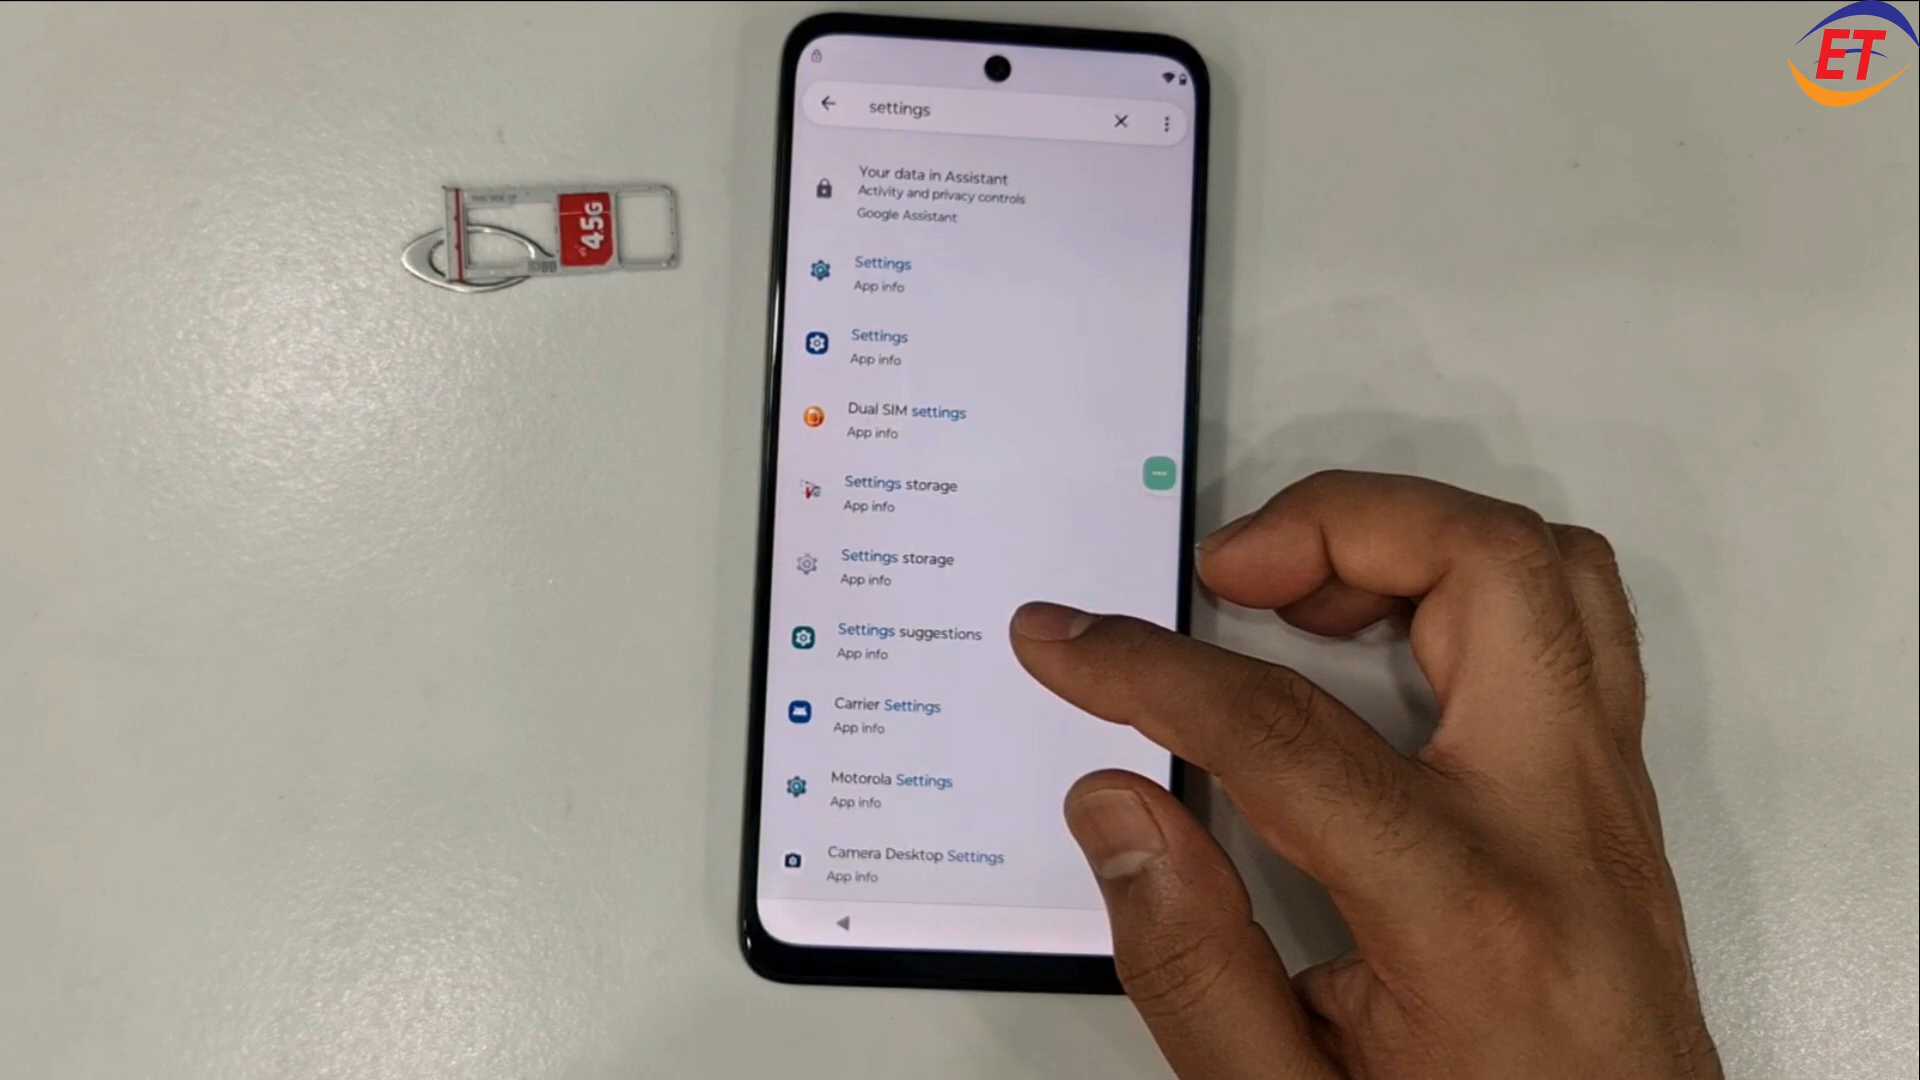 ET
settings
Your data in Assistant
Activity and privacy controls
Google Assistant
Settings
App info
Settings
App info
Dual SIM settings
App info
Settings storage
App info
Settings storage
App info
Settings suggestions
App info
Carrier Settings
App info
Motorola Settings
App info
Camera Desktop Settings
App info
4.5G